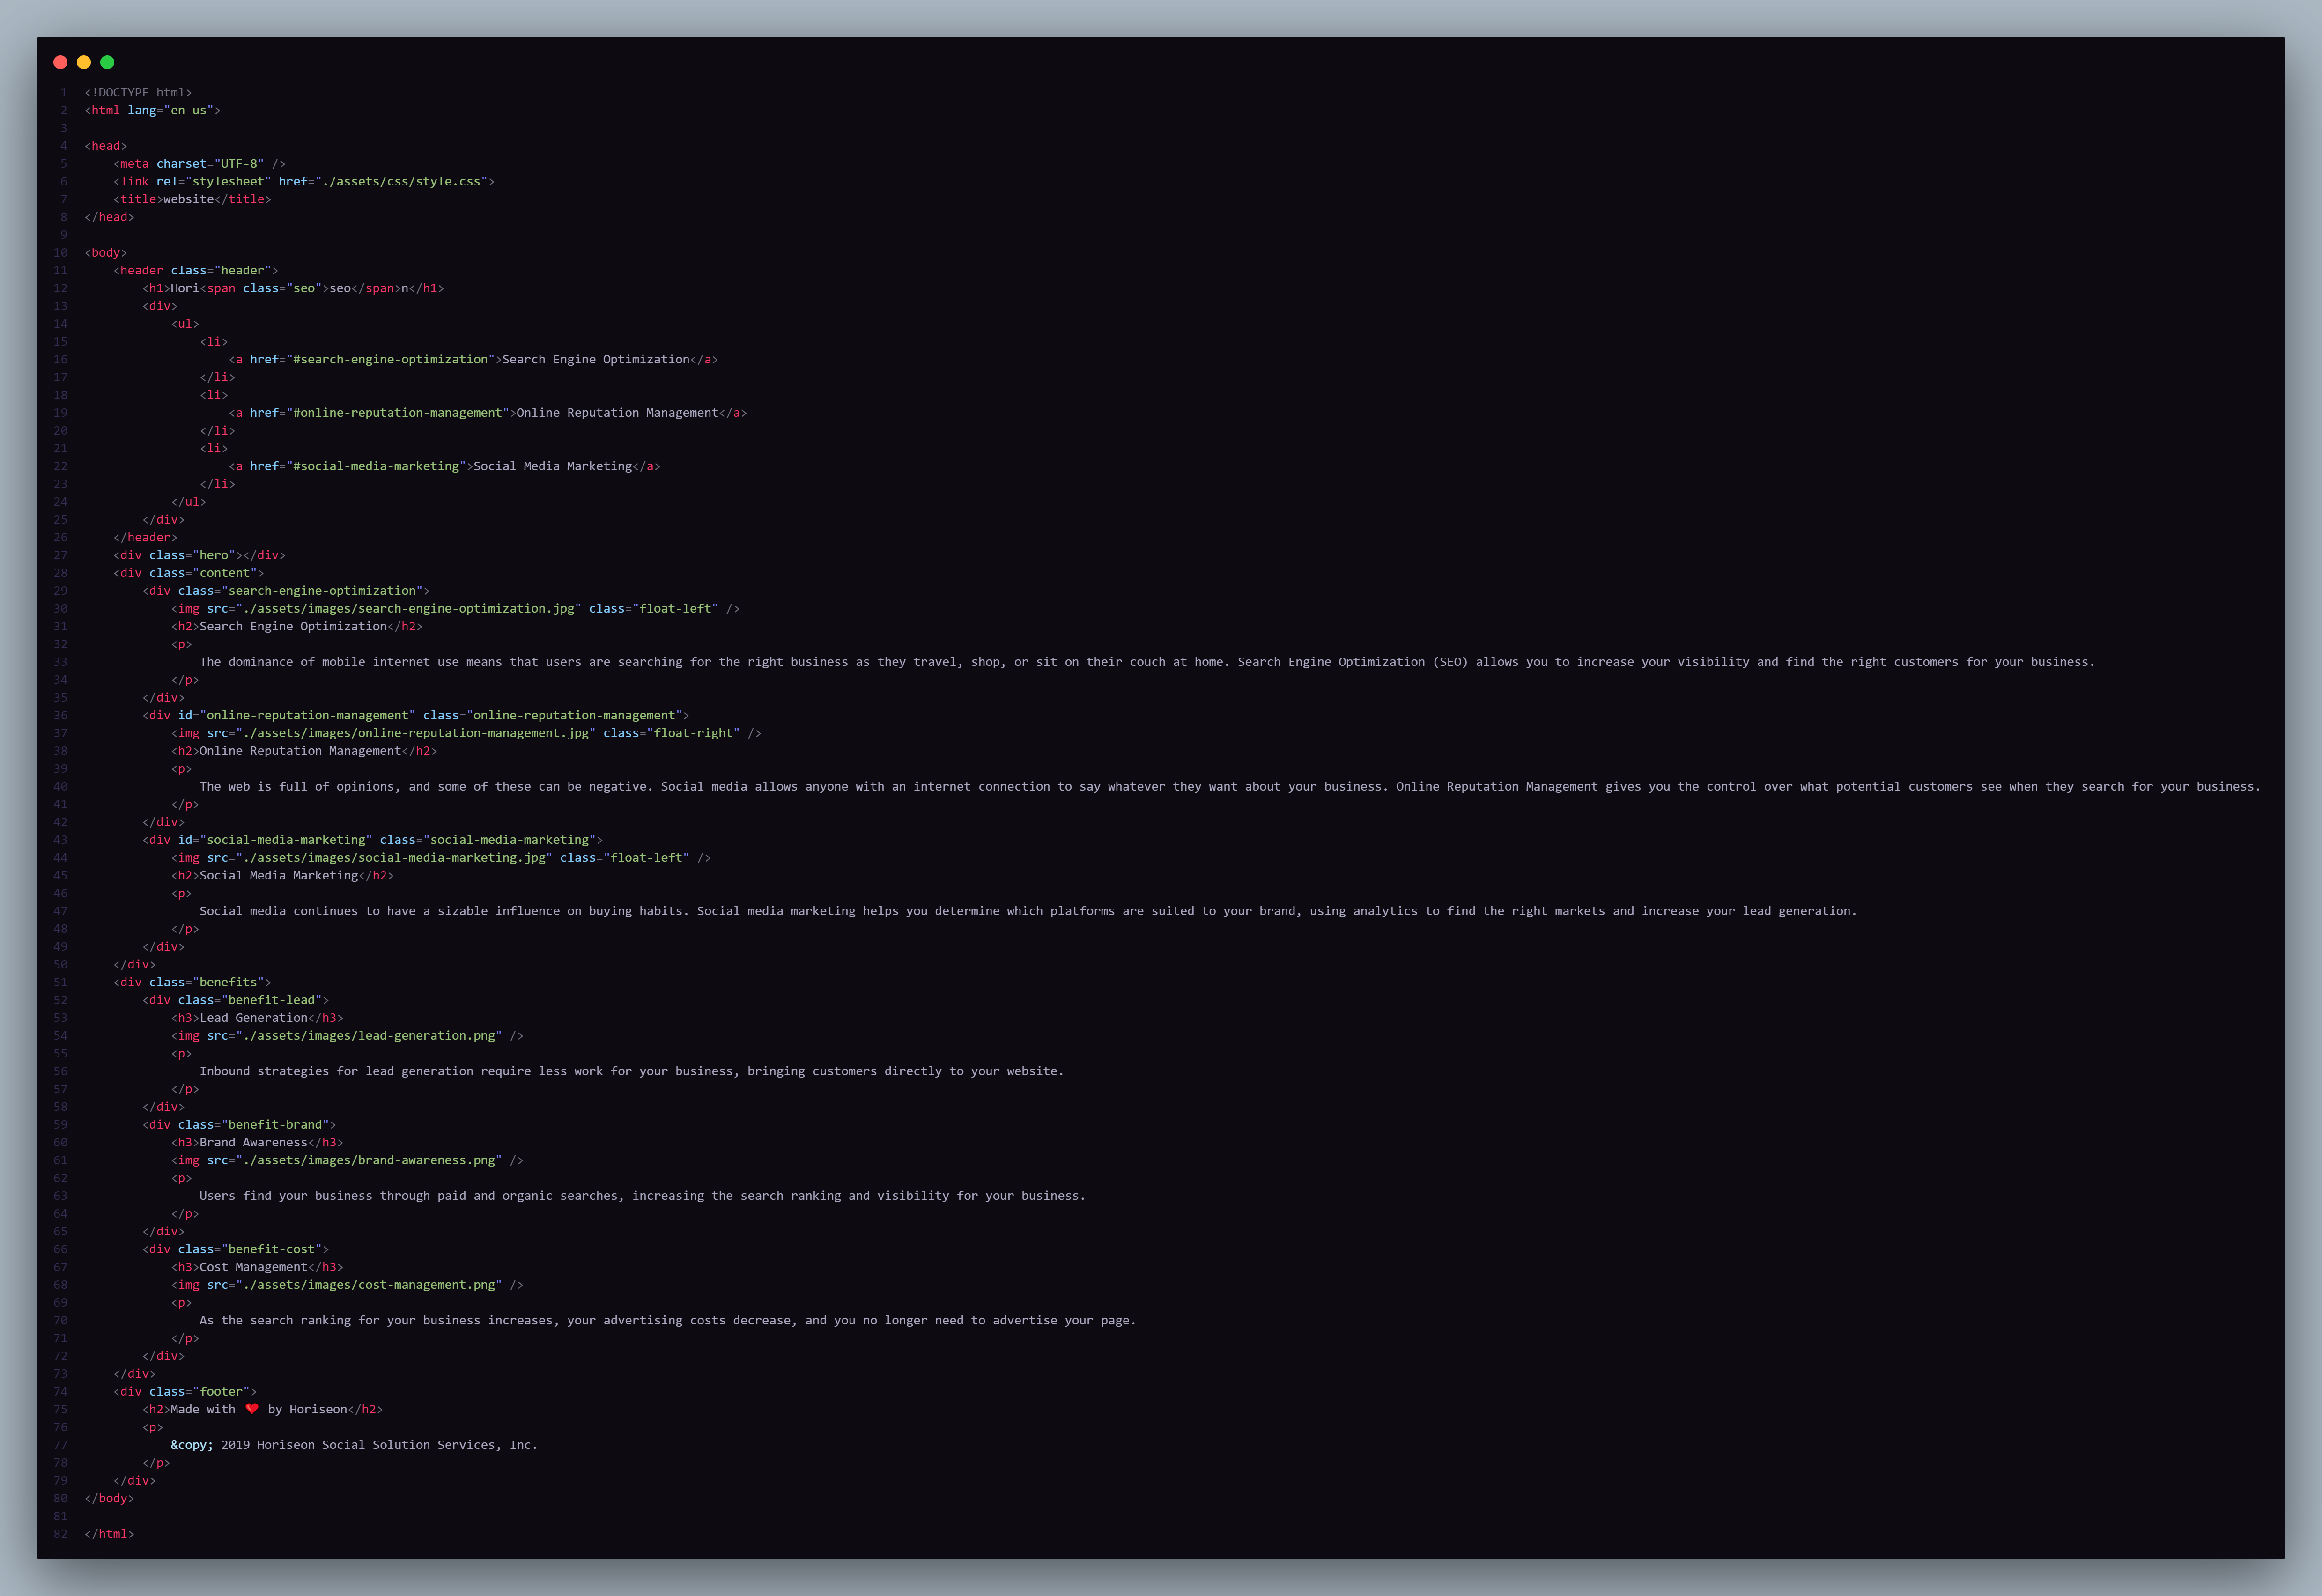 1 <!DOCTYPE html>
2 <html lang="en-us">
3
4 <head>
5     <meta charset="UTF-8" />
6     <link rel="stylesheet" href="./assets/css/style.css">
7     <title>website</title>
8 </head>
9
10 <body>
11     <header class="header">
12         <h1>Hori<span class="seo">seo</span>n</h1>
13         <div>
14             <ul>
15                 <li>
16                     <a href="#search-engine-optimization">Search Engine Optimization</a>
17                 </li>
18                 <li>
19                     <a href="#online-reputation-management">Online Reputation Management</a>
20                 </li>
21                 <li>
22                     <a href="#social-media-marketing">Social Media Marketing</a>
23                 </li>
24             </ul>
25         </div>
26     </header>
27     <div class="hero"></div>
28     <div class="content">
29         <div class="search-engine-optimization">
30             <img src="./assets/images/search-engine-optimization.jpg" class="float-left" />
31             <h2>Search Engine Optimization</h2>
32             <p>
33                 The dominance of mobile internet use means that users are searching for the right business as they travel, shop, or sit on their couch at home. Search Engine Optimization (SEO) allows you to increase your visibility and find the right customers for your business.
34             </p>
35         </div>
36         <div id="online-reputation-management" class="online-reputation-management">
37             <img src="./assets/images/online-reputation-management.jpg" class="float-right" />
38             <h2>Online Reputation Management</h2>
39             <p>
40                 The web is full of opinions, and some of these can be negative. Social media allows anyone with an internet connection to say whatever they want about your business. Online Reputation Management gives you the control over what potential customers see when they search for your business.
41             </p>
42         </div>
43         <div id="social-media-marketing" class="social-media-marketing">
44             <img src="./assets/images/social-media-marketing.jpg" class="float-left" />
45             <h2>Social Media Marketing</h2>
46             <p>
47                 Social media continues to have a sizable influence on buying habits. Social media marketing helps you determine which platforms are suited to your brand, using analytics to find the right markets and increase your lead generation.
48             </p>
49         </div>
50     </div>
51     <div class="benefits">
52         <div class="benefit-lead">
53             <h3>Lead Generation</h3>
54             <img src="./assets/images/lead-generation.png" />
55             <p>
56                 Inbound strategies for lead generation require less work for your business, bringing customers directly to your website.
57             </p>
58         </div>
59         <div class="benefit-brand">
60             <h3>Brand Awareness</h3>
61             <img src="./assets/images/brand-awareness.png" />
62             <p>
63                 Users find your business through paid and organic searches, increasing the search ranking and visibility for your business.
64             </p>
65         </div>
66         <div class="benefit-cost">
67             <h3>Cost Management</h3>
68             <img src="./assets/images/cost-management.png" />
69             <p>
70                 As the search ranking for your business increases, your advertising costs decrease, and you no longer need to advertise your page.
71             </p>
72         </div>
73     </div>
74     <div class="footer">
75         <h2>Made with ❤️ by Horiseon</h2>
76         <p>
77             &copy; 2019 Horiseon Social Solution Services, Inc.
78         </p>
79     </div>
80 </body>
81
82 </html>